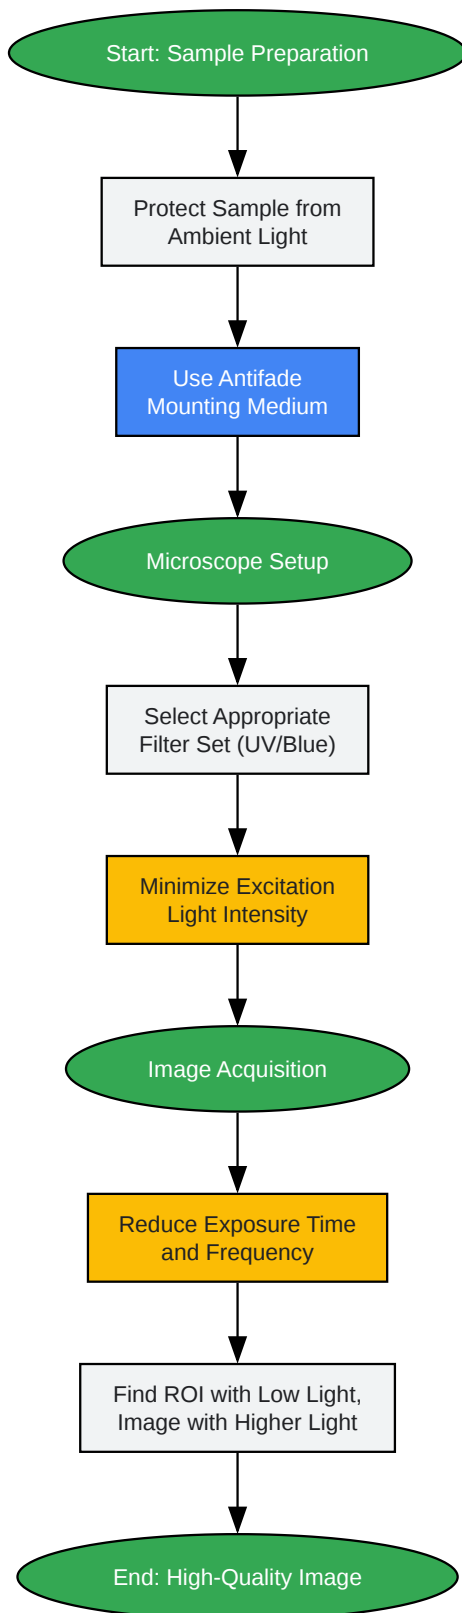 Start: Sample Preparation
Protect Sample from
Ambient Light
Use Antifade
Mounting Medium
Microscope Setup
Select Appropriate
Filter Set (UV/Blue)
Minimize Excitation
Light Intensity
Image Acquisition
Reduce Exposure Time
and Frequency
Find ROI with Low Light,
Image with Higher Light
End: High-Quality Image